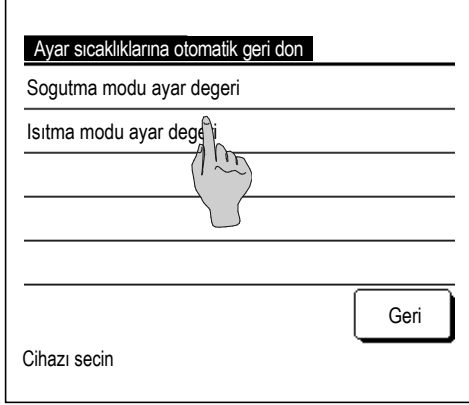 Ayar sıcaklıklarına otomatik geri don
Sogutma modu ayar degeri
Isıtma modu ayar degeri
Geri
Cihazı secin